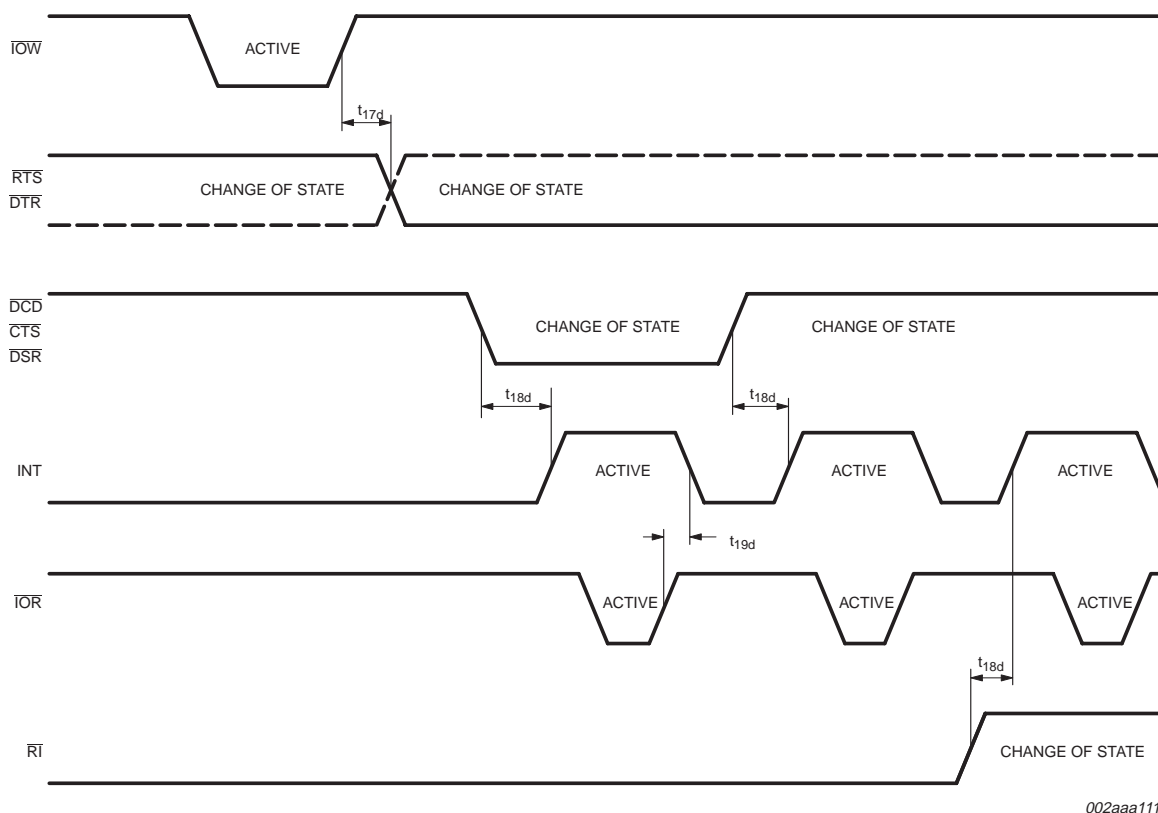 IOW
ACTIVE
t17d
RTS
DTR
CHANGE OF STATE
CHANGE OF STATE
DCD
CTS
DSR
CHANGE OF STATE
CHANGE OF STATE
t18d
t18d
INT
ACTIVE
ACTIVE
ACTIVE
t19d
IOR
ACTIVE
ACTIVE
ACTIVE
t18d
RI
CHANGE OF STATE
002aaa111